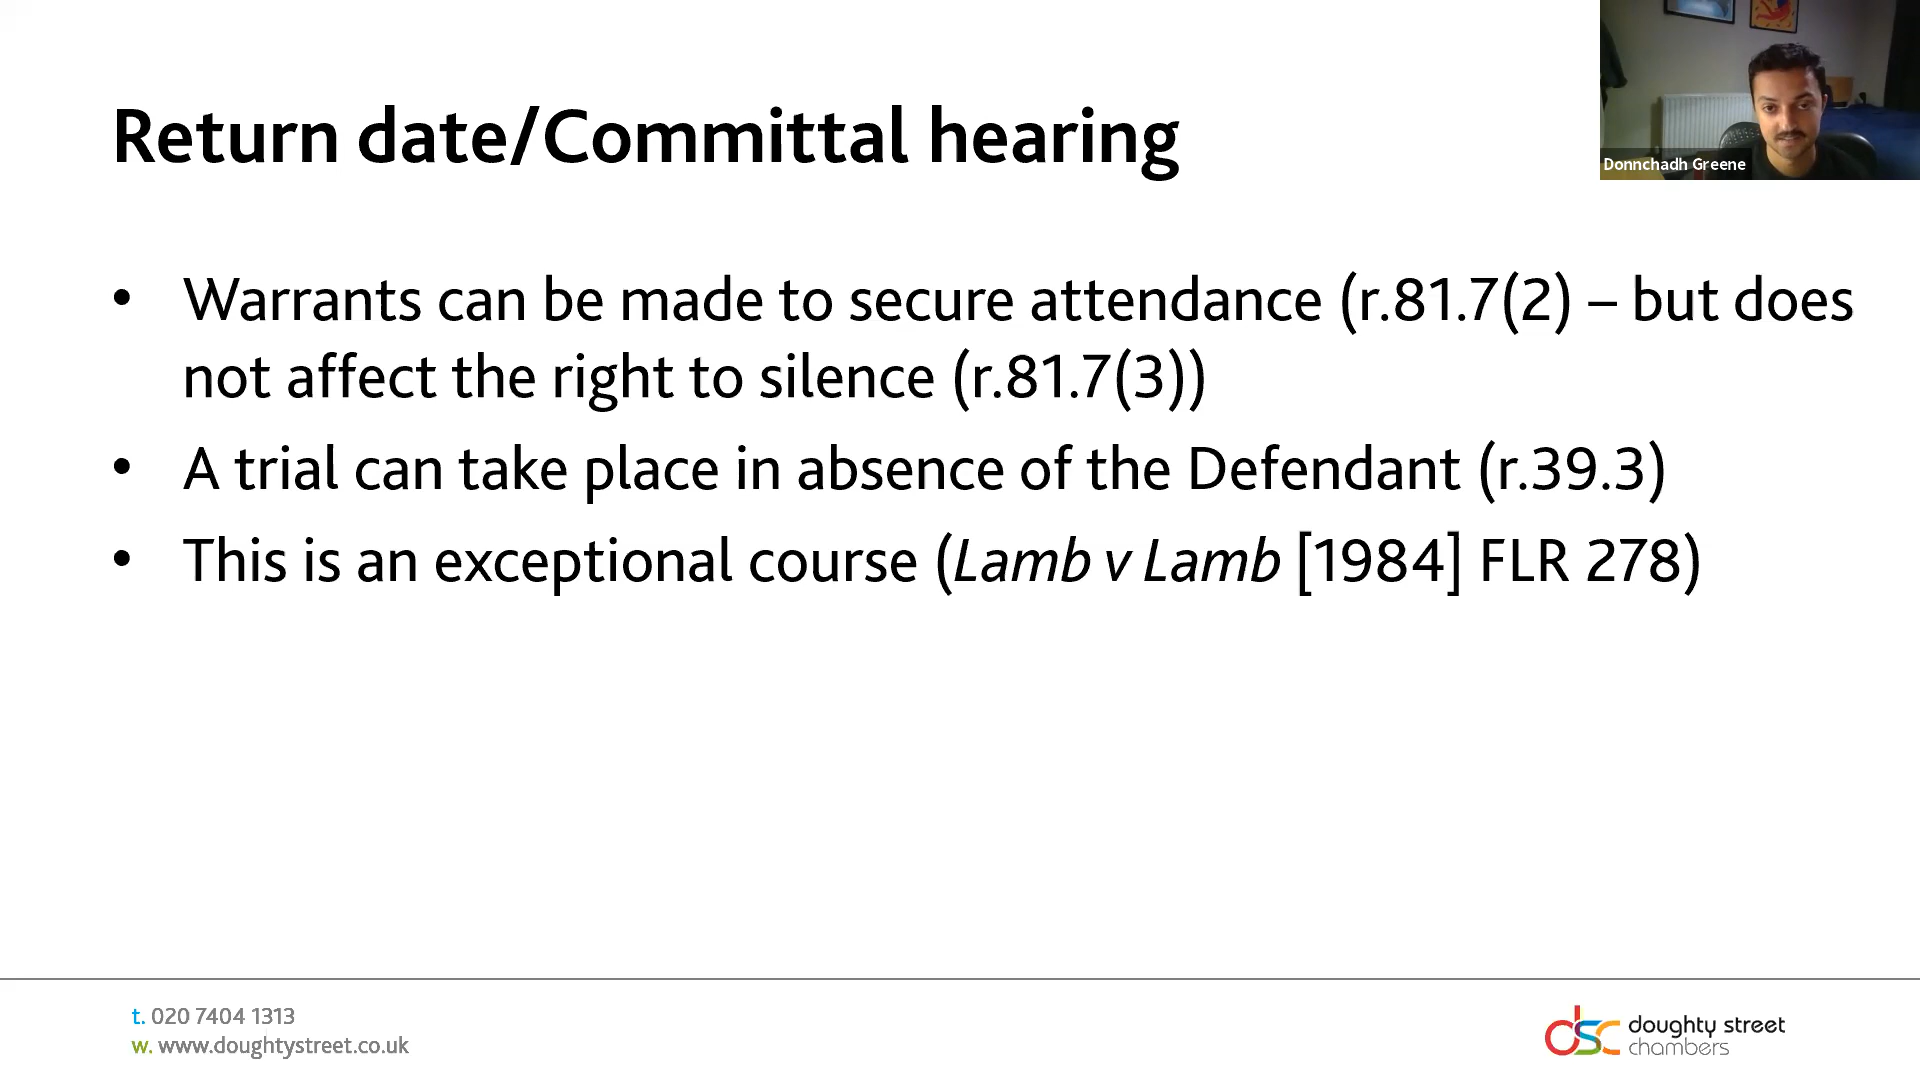 Return date/Committal hearing
Donnchadh Greene
• Warrants can be made to secure attendance (r.81.7(2) – but does
not affect the right to silence (r.81.7(3))
• A trial can take place in absence of the Defendant (r.39.3)
• This is an exceptional course (Lamb v Lamb [1984] FLR 278)
t. 020 7404 1313
w. www.doughtystreet.co.uk
dsc doughty street
chambers